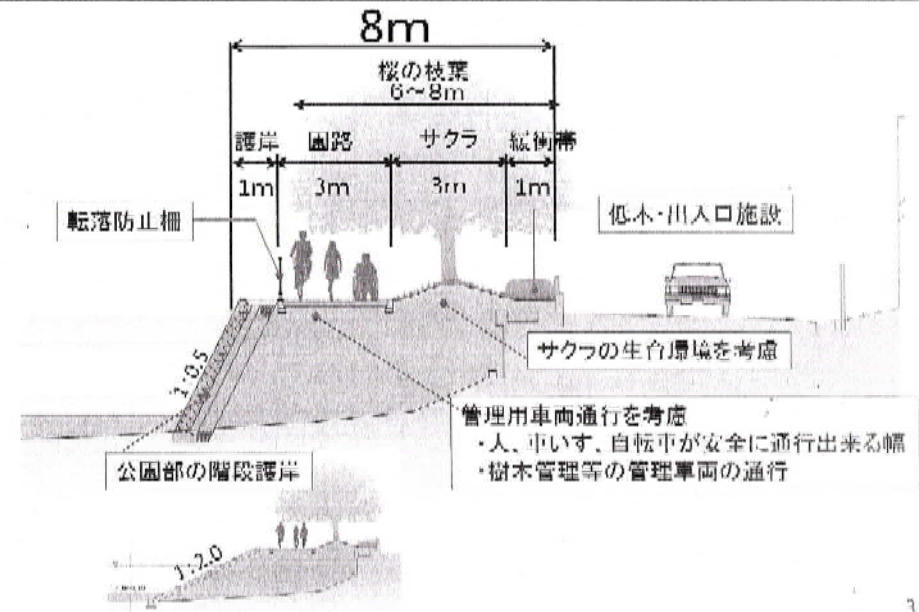 8m
桜の枝葉
6～8m
護岸 園路 サクラ 緩衝帯
1m 3m 3m 1m
転落防止柵
低木・出入口施設
1:0.5
サクラの生育環境を考慮
管理用車両通行を考慮
・人、車いす、自転車が安全に通行出来る幅
・樹木管理等の管理車両の通行
公園部の階段護岸
1:2.0
3